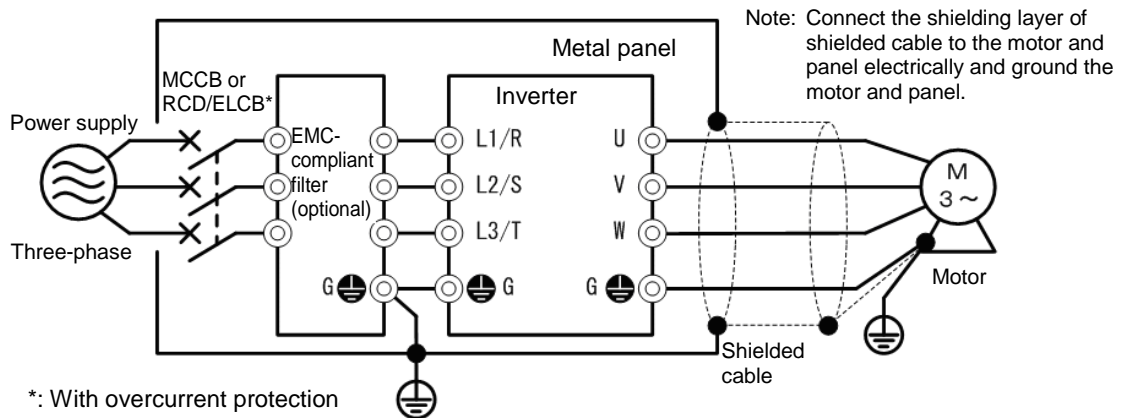 Note: Connect the shielding layer of
shielded cable to the motor and
panel electrically and ground the
motor and panel.
Metal panel
MCCB or
RCD/ELCB*
Inverter
Power supply
EMC-
compliant
filter
(optional)
L1/R
U
L2/S
V
L3/T
W
M
3~
Three-phase
G
G
G
Motor
Shielded
cable
*: With overcurrent protection